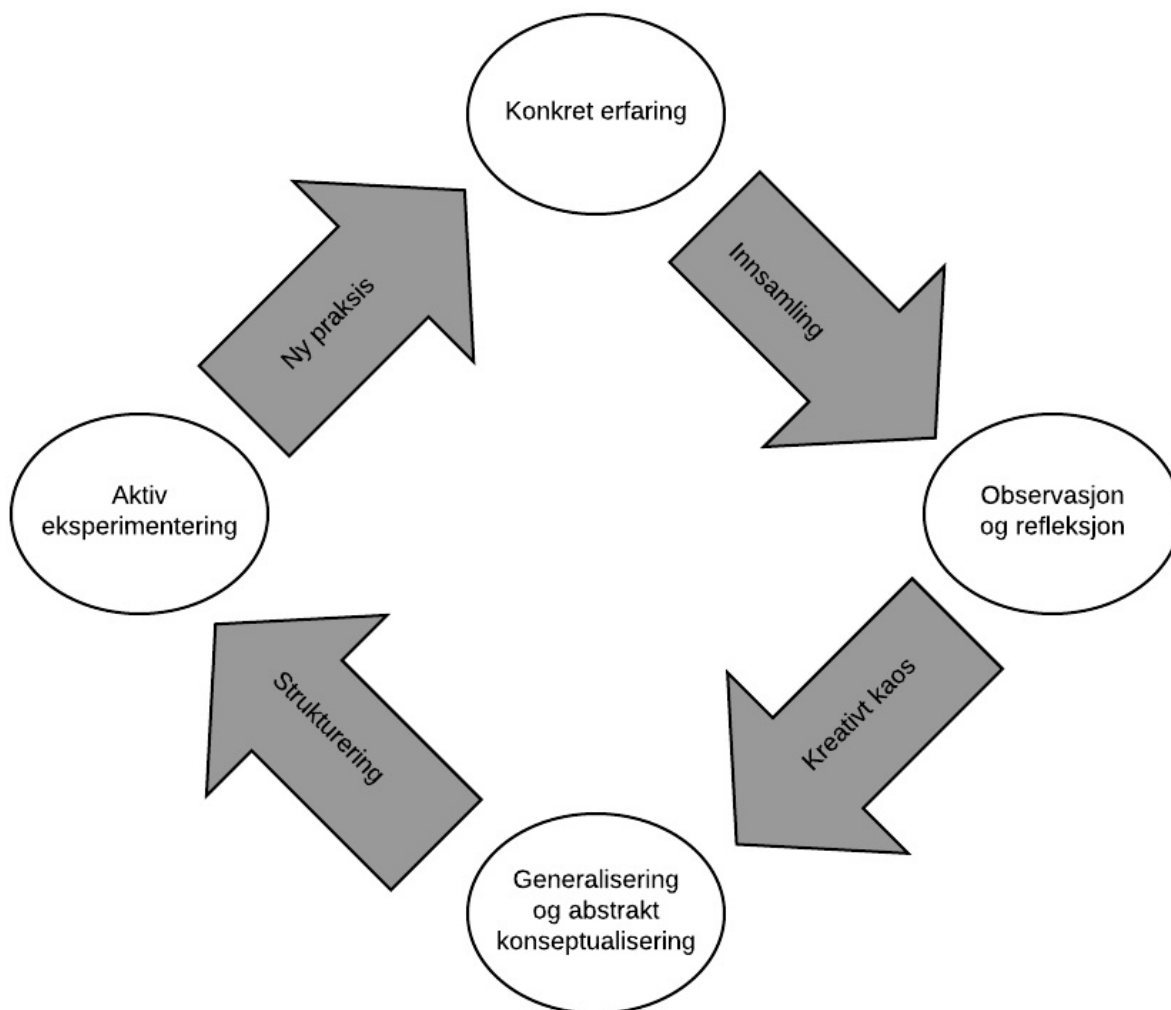 Konkret erfaring
Ny praksis
Innsamling
Aktiv
eksperimentering
Observasjon
og refleksjon
Strukturering
Kreativt kaos
Generalisering
og abstrakt
konseptualisering